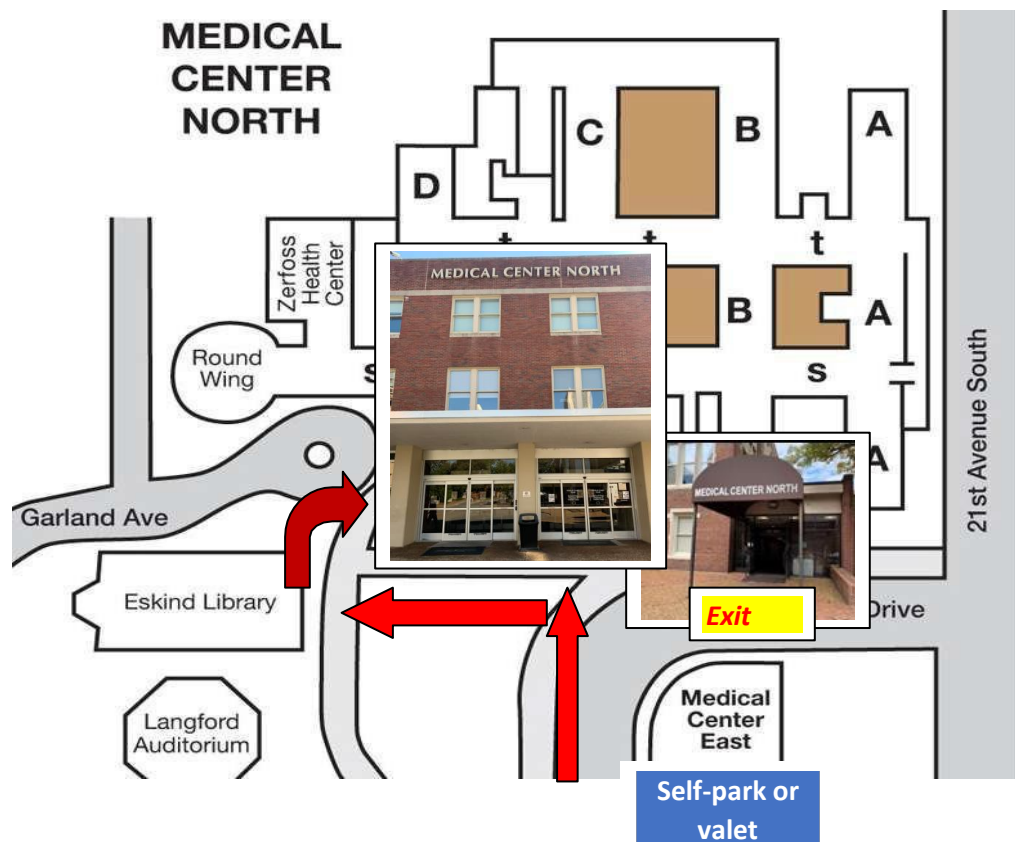 MEDICAL
CENTER
NORTH
C
B
A
D
t
t
t
Zerfoss
Health
Center
MEDICAL CENTER NORTH
B
A
Round
Wing
s
s
21st Avenue South
A
MEDICAL CENTER NORTH
Garland Ave
Eskind Library
Exit
Drive
Medical
Center
East
Langford
Auditorium
Self-park or
valet